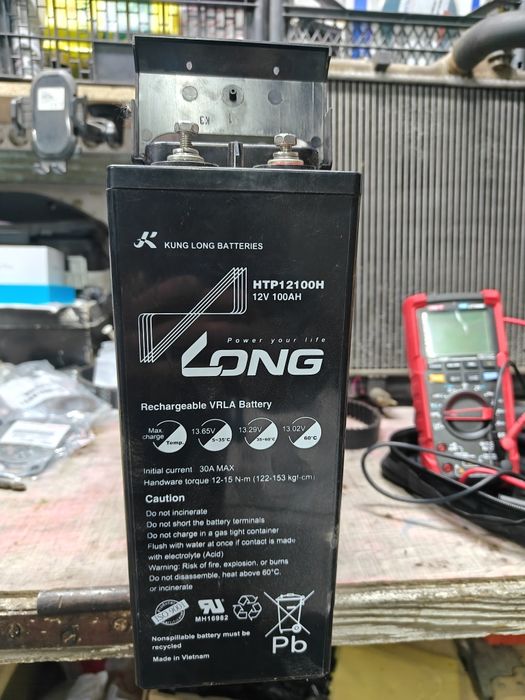 K3
KUNG LONG BATTERIES
HTP12100H
12V 100AH
Power your life
LONG
Rechargeable VRLA Battery
Max. charge Temp. 13.65V 5~35°C 13.29V 35~60°C 13.02V 60°C
Initial current 30A MAX
Hardware torque 12-15 N-m (122-153 kgf-cm)
Caution
Do not incinerate
Do not short the battery terminals
Do not charge in a gas tight container
Flush with water at once if contact is made
with electrolyte (Acid)
Warning: Risk of fire, explosion, or burns
Do not disassemble, heat above 60°C,
or incinerate
ISO 9001
MH16982
Pb
Nonspillable battery must be
recycled
Made in Vietnam